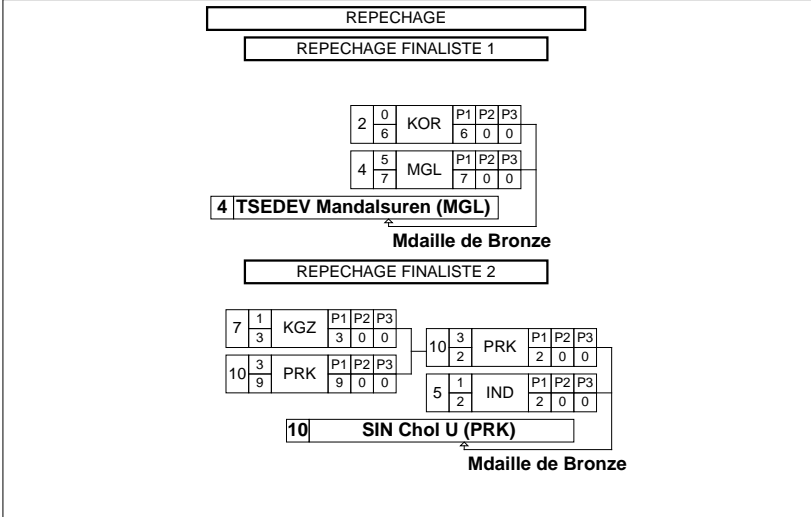 REPECHAGE
REPECHAGE FINALISTE 1
2 0 KOR P1 P2 P3
6 6 0 0
4 5 MGL P1 P2 P3
7 7 0 0
4 TSEDEV Mandalsuren (MGL)
Mdaille de Bronze
REPECHAGE FINALISTE 2
7 1 KGZ P1 P2 P3
3 3 0 0
10 3 PRK P1 P2 P3
2 2 0 0
10 3 PRK P1 P2 P3
9 9 0 0
5 1 IND P1 P2 P3
2 2 0 0
10 SIN Chol U (PRK)
Mdaille de Bronze